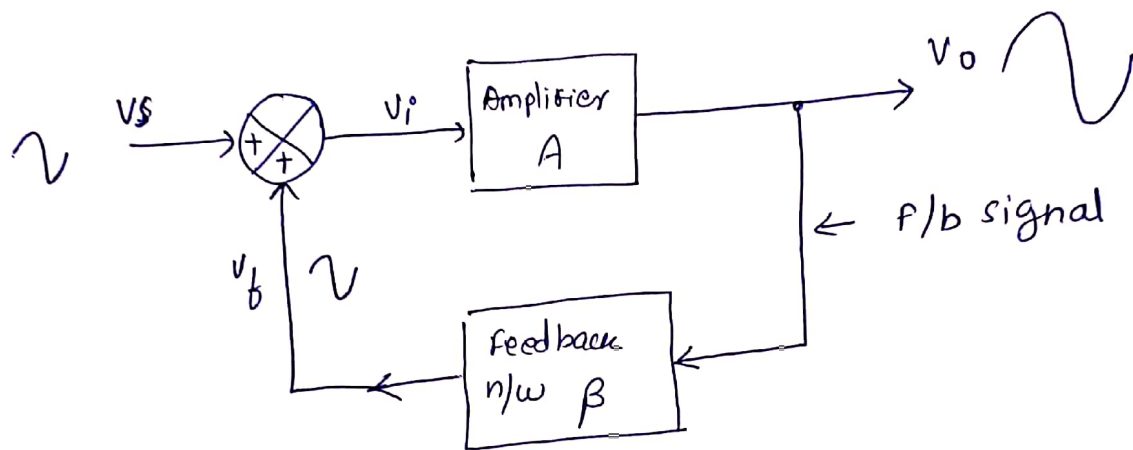 Vs
+
+
Vi
Amplifier
A
Vo
f/b signal
Vf
Feedback
n/w β